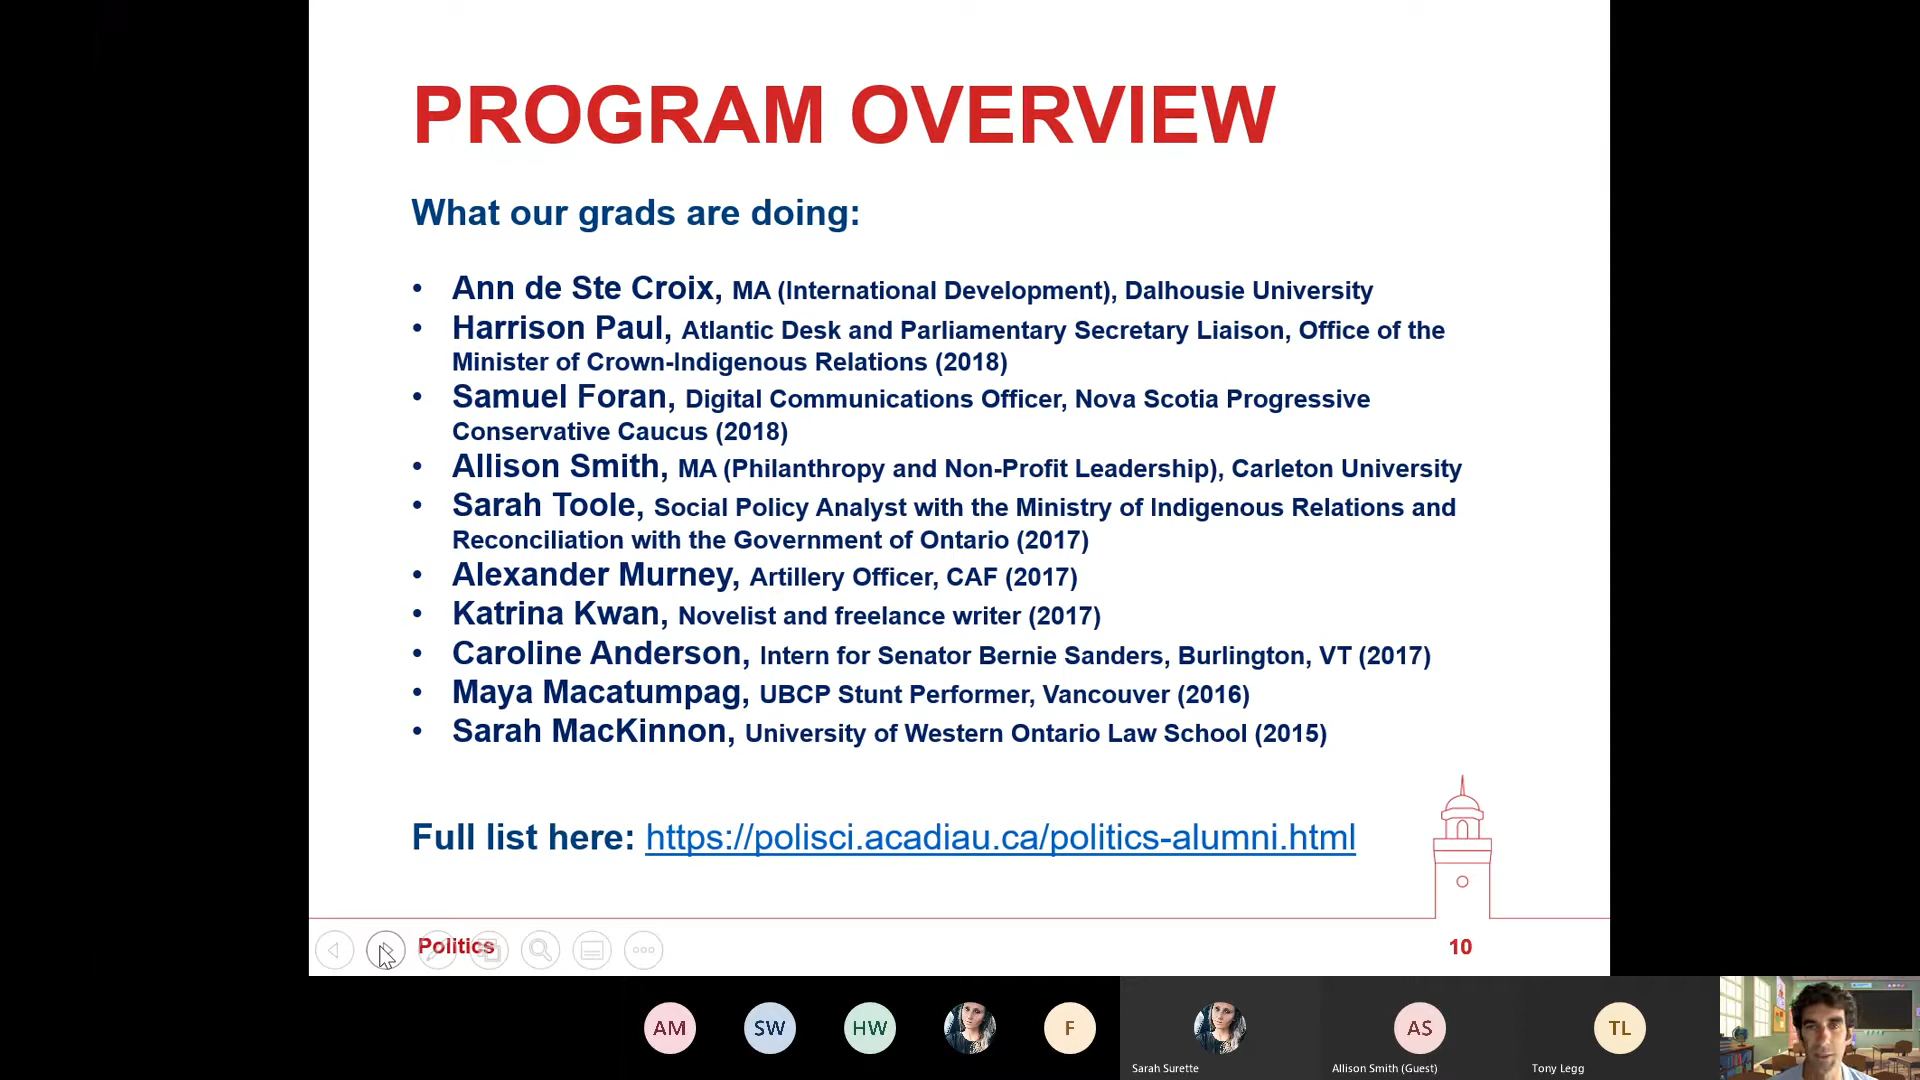 PROGRAM OVERVIEW
What our grads are doing:
• Ann de Ste Croix, MA (International Development), Dalhousie University
• Harrison Paul, Atlantic Desk and Parliamentary Secretary Liaison, Office of the
Minister of Crown-Indigenous Relations (2018)
• Samuel Foran, Digital Communications Officer, Nova Scotia Progressive
Conservative Caucus (2018)
• Allison Smith, MA (Philanthropy and Non-Profit Leadership), Carleton University
• Sarah Toole, Social Policy Analyst with the Ministry of Indigenous Relations and
Reconciliation with the Government of Ontario (2017)
• Alexander Murney, Artillery Officer, CAF (2017)
• Katrina Kwan, Novelist and freelance writer (2017)
• Caroline Anderson, Intern for Senator Bernie Sanders, Burlington, VT (2017)
• Maya Macatumpag, UBCP Stunt Performer, Vancouver (2016)
• Sarah MacKinnon, University of Western Ontario Law School (2015)
Full list here: https://polisci.acadiau.ca/politics-alumni.html
Politics 10
AM SW HW F AS TL
Sarah Surette Allison Smith (Guest) Tony Legg